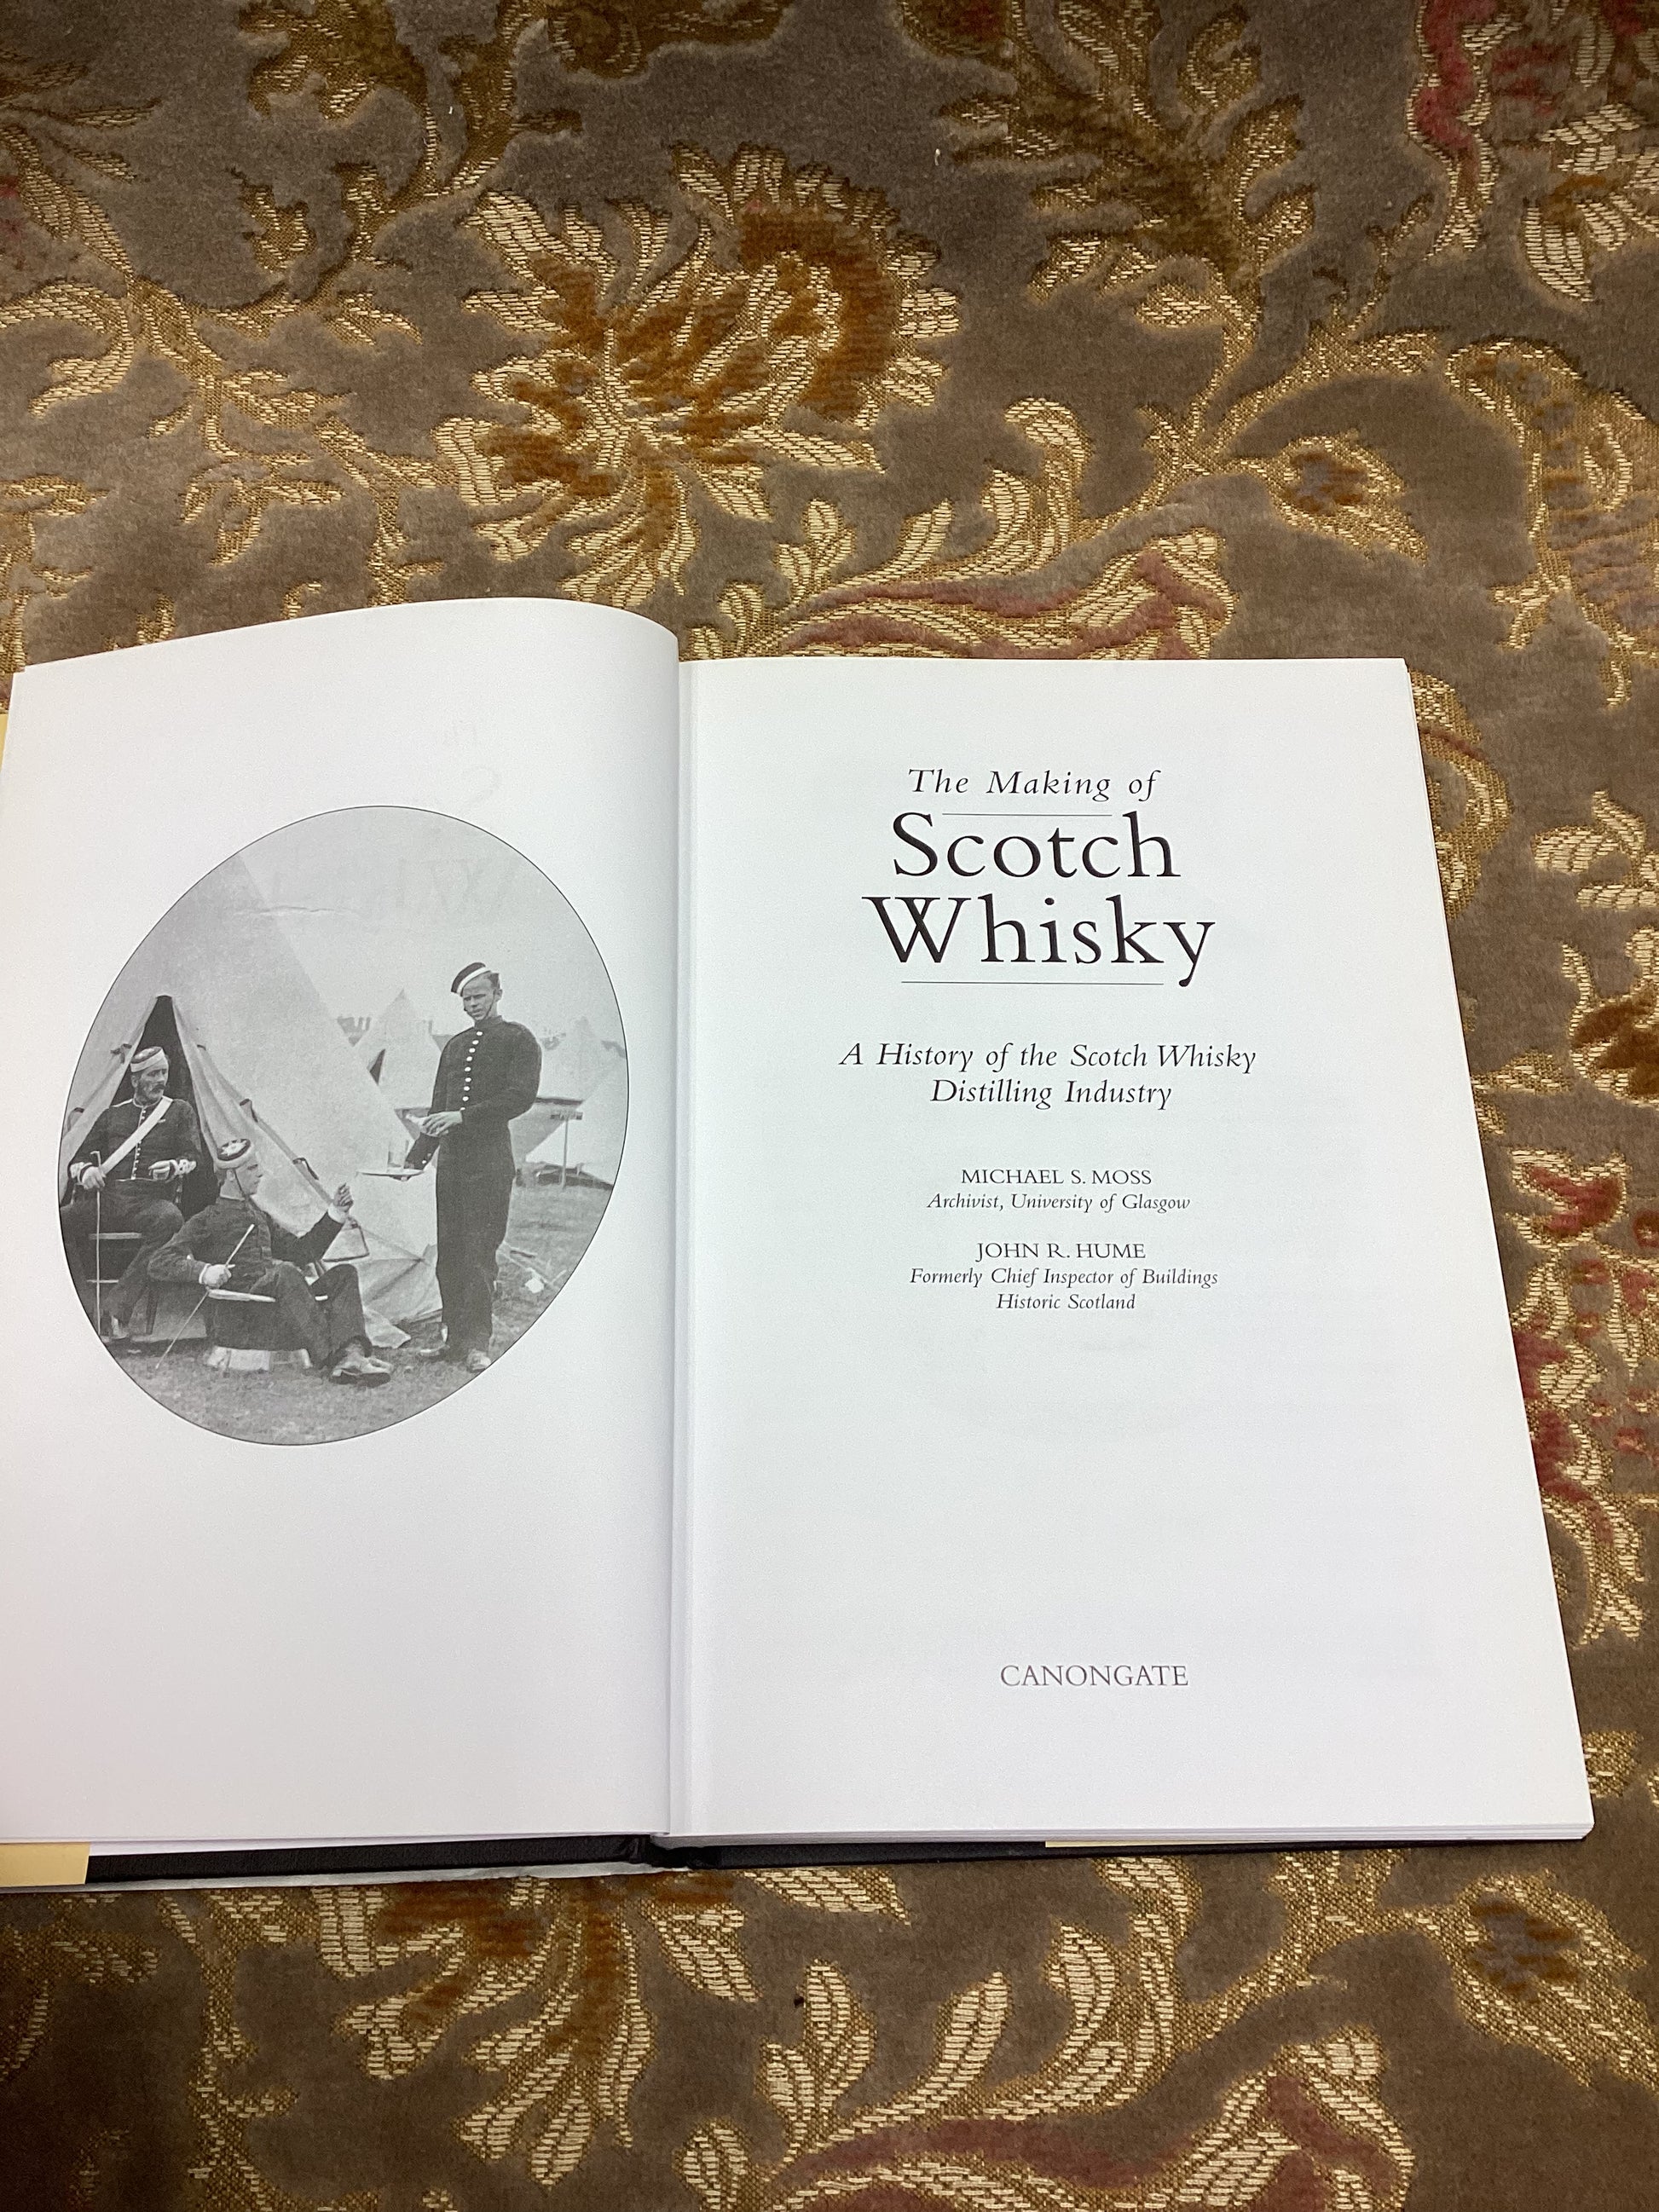 The Making of
Scotch
Whisky
A History of the Scotch Whisky
Distilling Industry
MICHAEL S. MOSS
Archivist, University of Glasgow
JOHN R. HUME
Formerly Chief Inspector of Buildings
Historic Scotland
CANONGATE